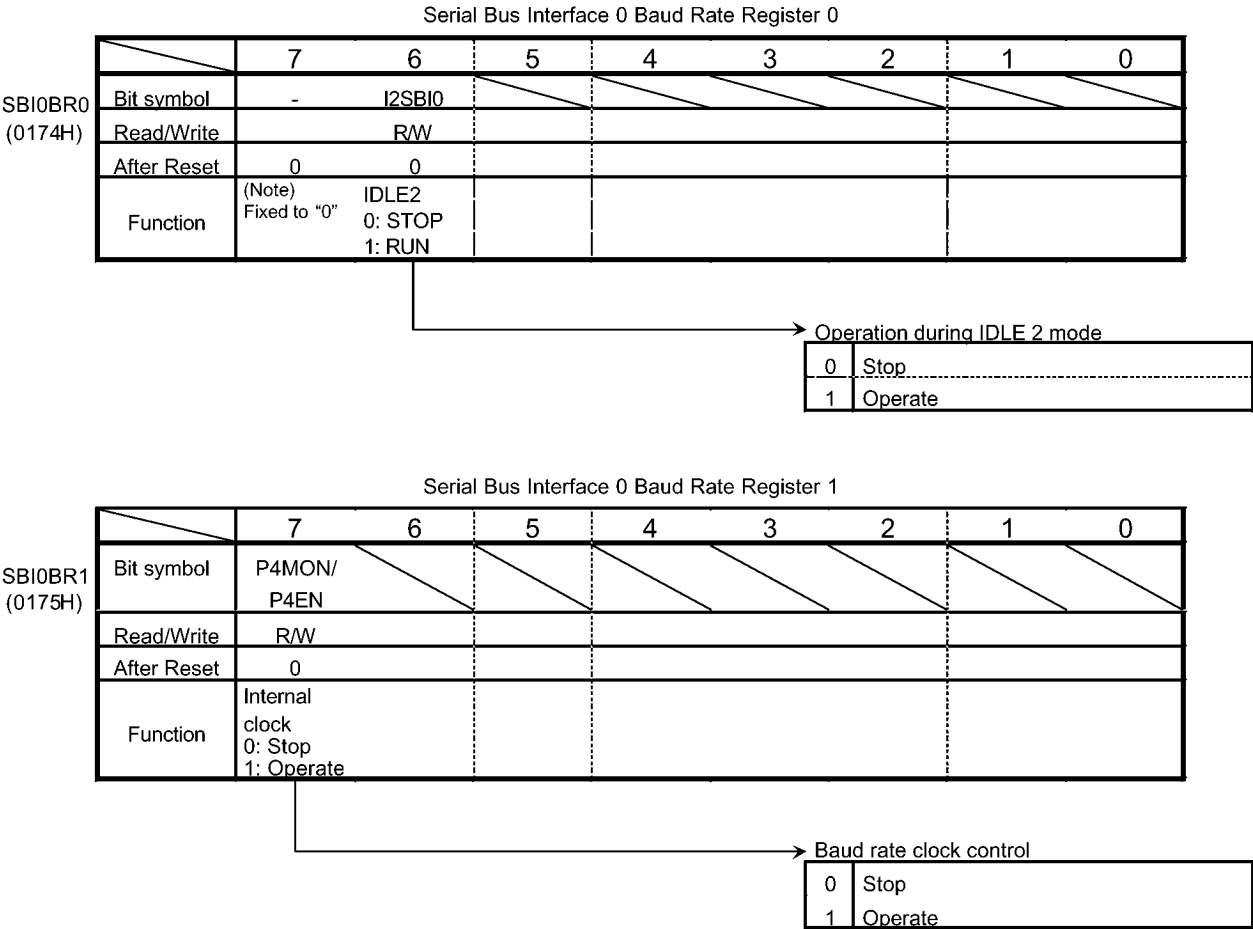 Serial Bus Interface 0 Baud Rate Register 0
7 6 5 4 3 2 1 0
SBI0BR0
(0174H)
Bit symbol - I2SBI0
Read/Write R/W
After Reset 0 0
Function
(Note)
Fixed to “0”
IDLE2
0: STOP
1: RUN
Operation during IDLE 2 mode
0 Stop
1 Operate
Serial Bus Interface 0 Baud Rate Register 1
7 6 5 4 3 2 1 0
SBI0BR1
(0175H)
Bit symbol
P4MON/
P4EN
Read/Write R/W
After Reset 0
Function
Internal
clock
0: Stop
1: Operate
Baud rate clock control
0 Stop
1 Operate